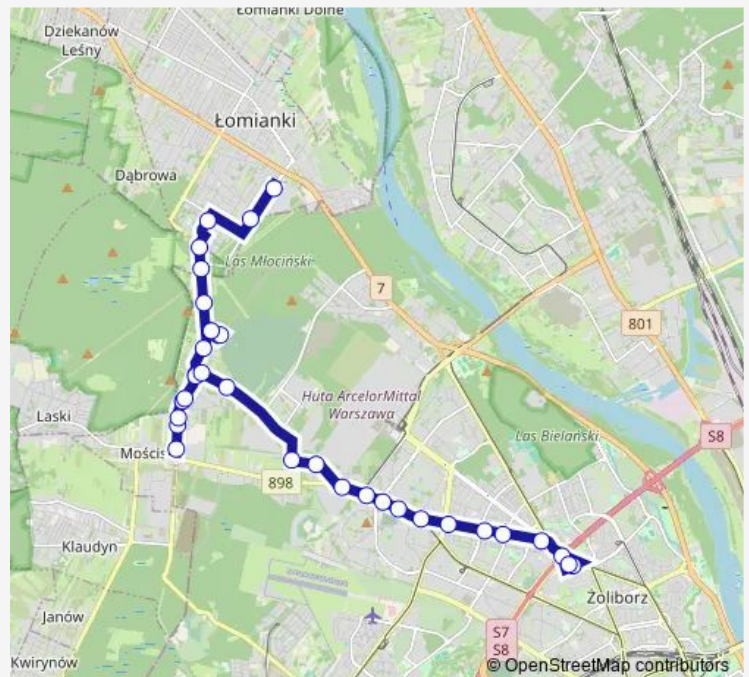 Łomianki Dolne
Dziekanów
Leśny
Łomianki
Dąbrowa
Las Młociński
7
801
Huta ArcelorMittal
Warszawa
Laski
Las Bielański
S8
Mościs
898
Klaudyn
Żoliborz
Janów
S7
S8
Kwirynów
© OpenStreetMap contributors